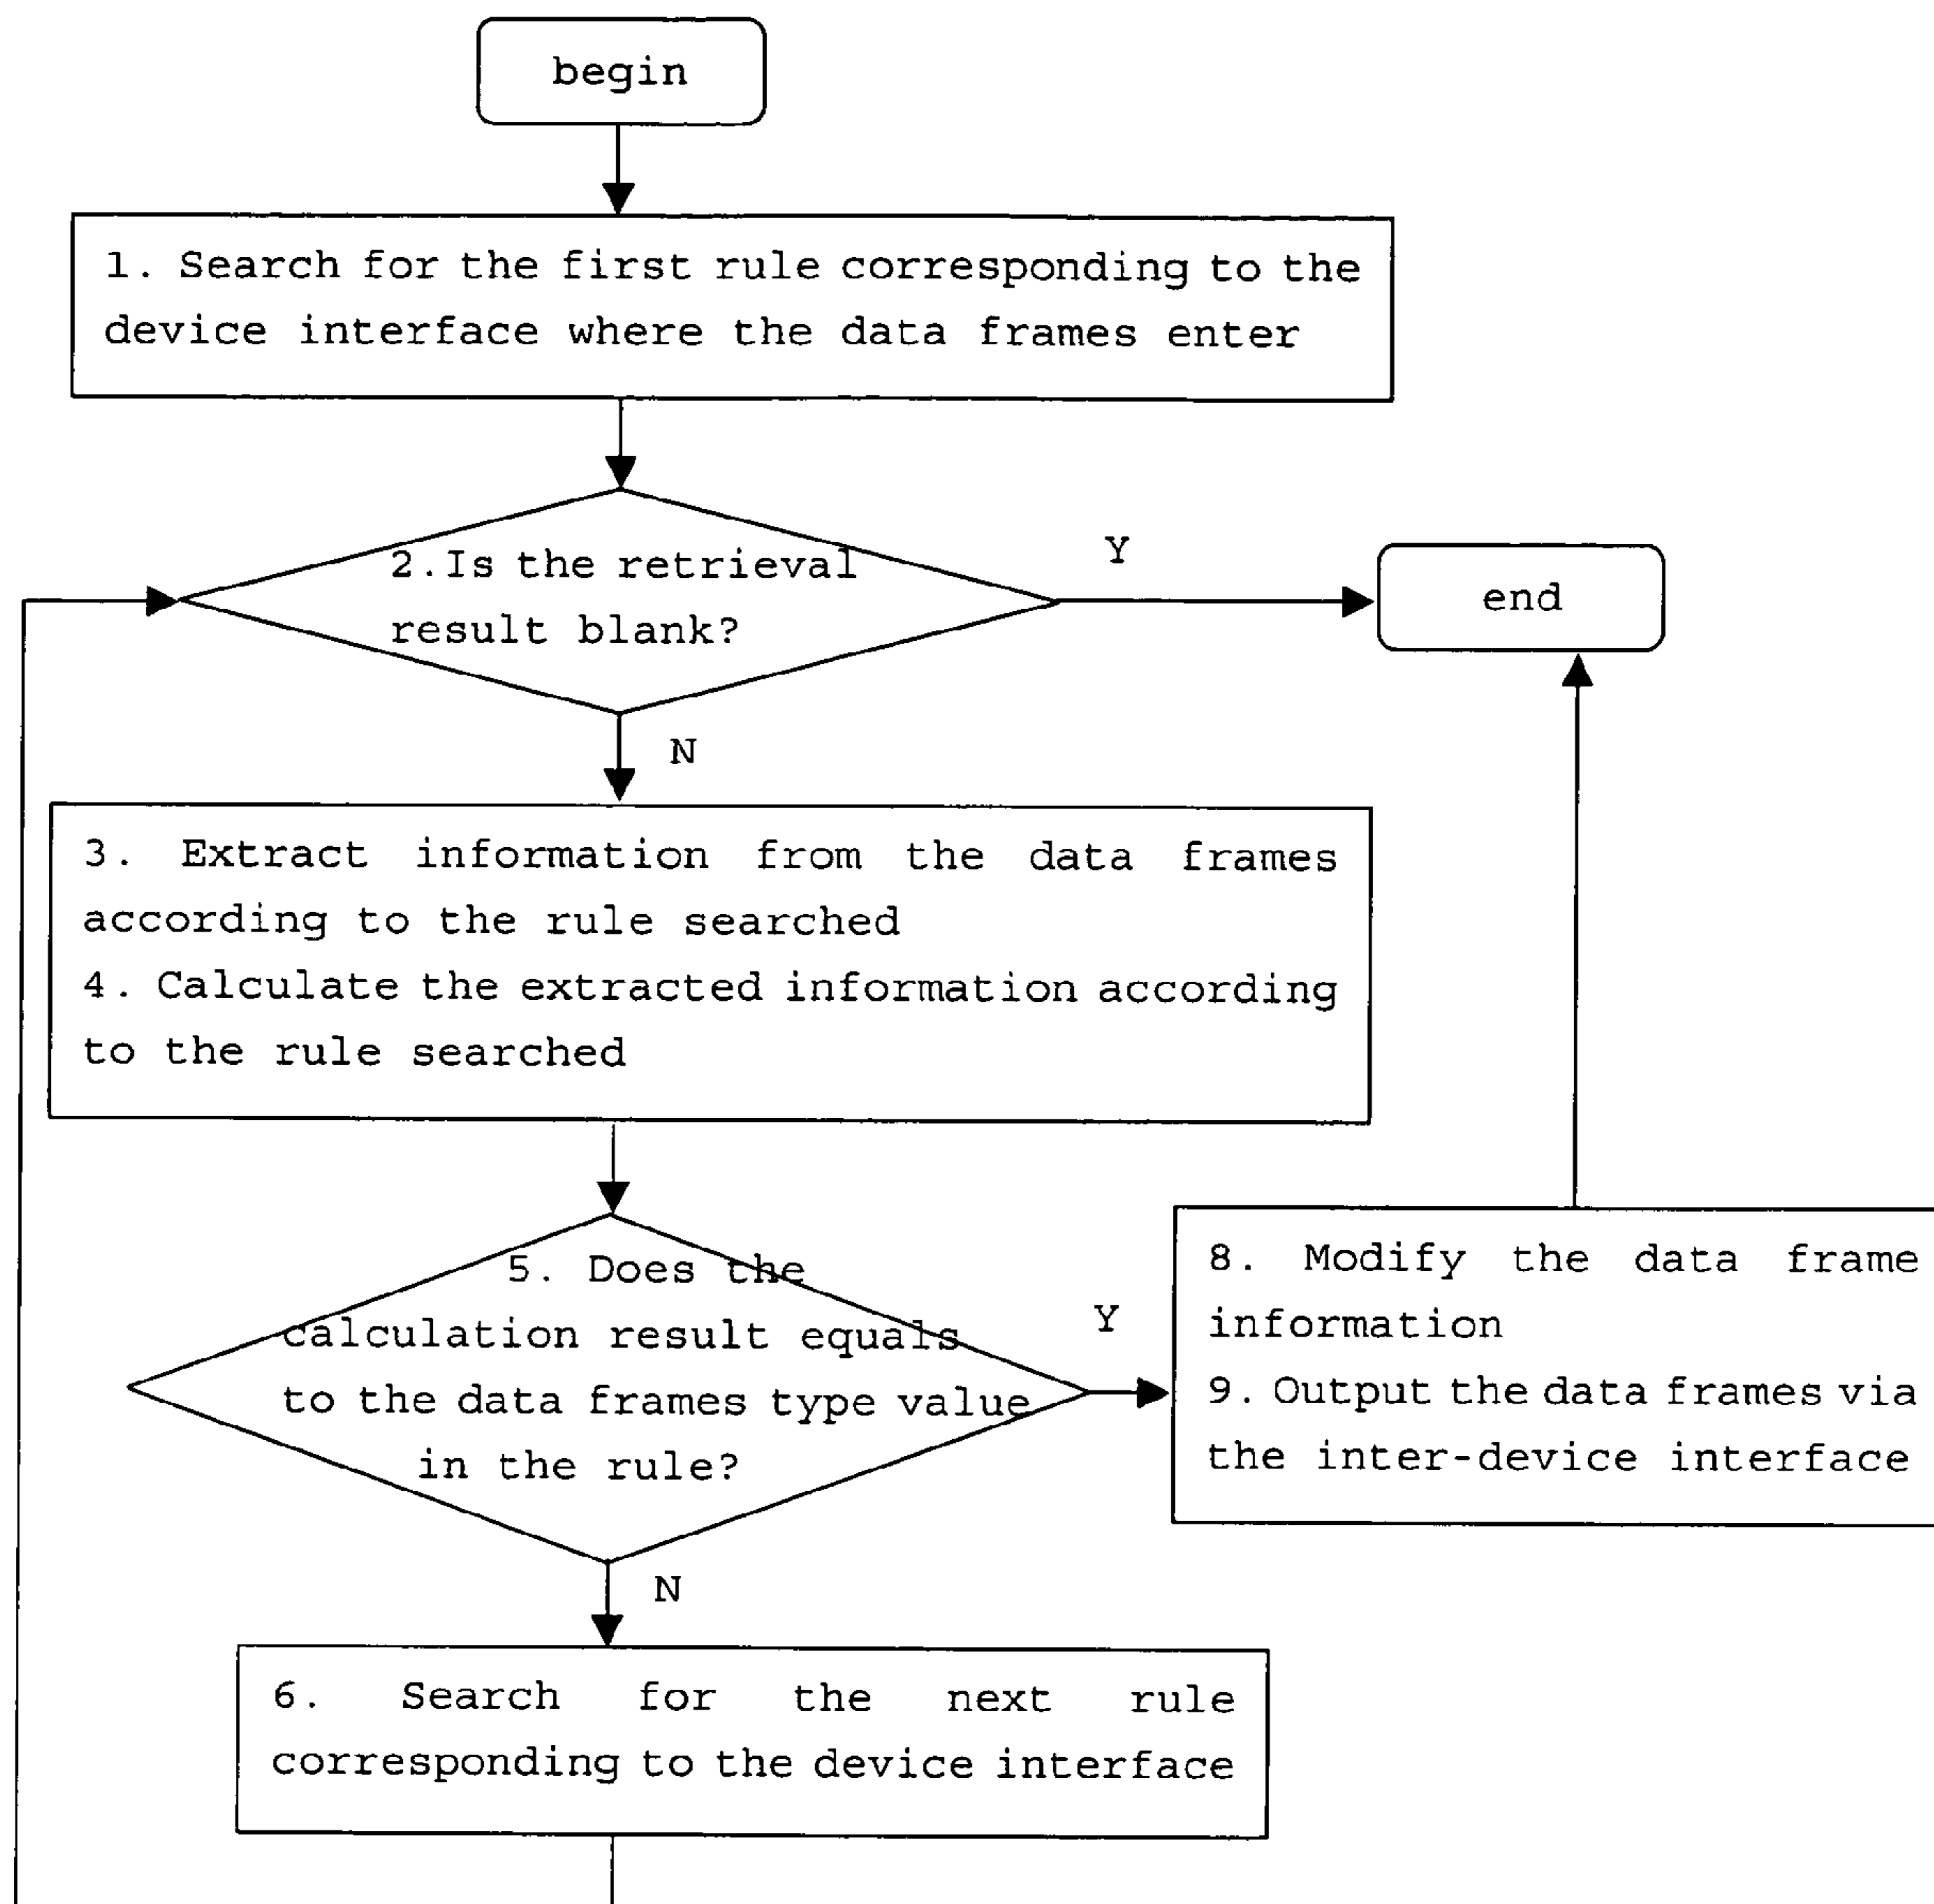 begin
1. Search for the first rule corresponding to the
device interface where the data frames enter
2.Is the retrieval
result blank?
Y
end
N
3. Extract information from the data frames
according to the rule searched
4. Calculate the extracted information according
to the rule searched
5. Does the
calculation result equals
to the data frames type value
in the rule?
Y
8. Modify the data frame
information
9. Output the data frames via
the inter-device interface
N
6. Search for the next rule
corresponding to the device interface